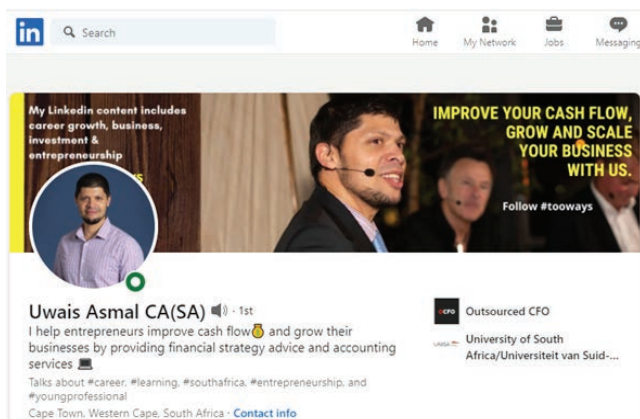 in
Search
Home
My Network
Jobs
Messaging
My Linkedin content includes
career growth, business,
investment &
entrepreneurship
IMPROVE YOUR CASH FLOW,
GROW AND SCALE
YOUR BUSINESS
WITH US.
Follow #tooways
Uwais Asmal CA(SA) · 1st
I help entrepreneurs improve cash flow💰 and grow their
businesses by providing financial strategy advice and accounting
services 💻
Talks about #career, #learning, #southafrica, #entrepreneurship, and
#youngprofessional
Cape Town, Western Cape, South Africa · Contact info
OCFO
Outsourced CFO
UNISA
University of South
Africa/Universiteit van Suid-...